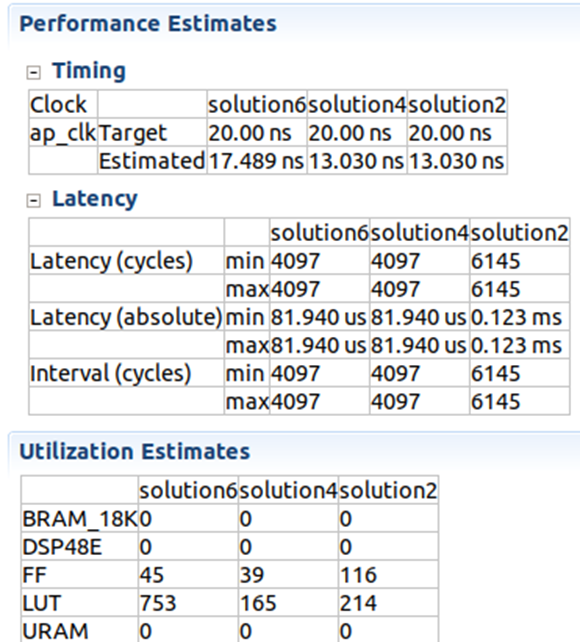 Performance Estimates
Timing
Clock solution6 solution4 solution2
ap_clk Target 20.00 ns 20.00 ns 20.00 ns
Estimated 17.489 ns 13.030 ns 13.030 ns
Latency
solution6 solution4 solution2
Latency (cycles) min 4097 4097 6145
max 4097 4097 6145
Latency (absolute) min 81.940 us 81.940 us 0.123 ms
max 81.940 us 81.940 us 0.123 ms
Interval (cycles) min 4097 4097 6145
max 4097 4097 6145
Utilization Estimates
solution6 solution4 solution2
BRAM_18K 0 0 0
DSP48E 0 0 0
FF 45 39 116
LUT 753 165 214
URAM 0 0 0